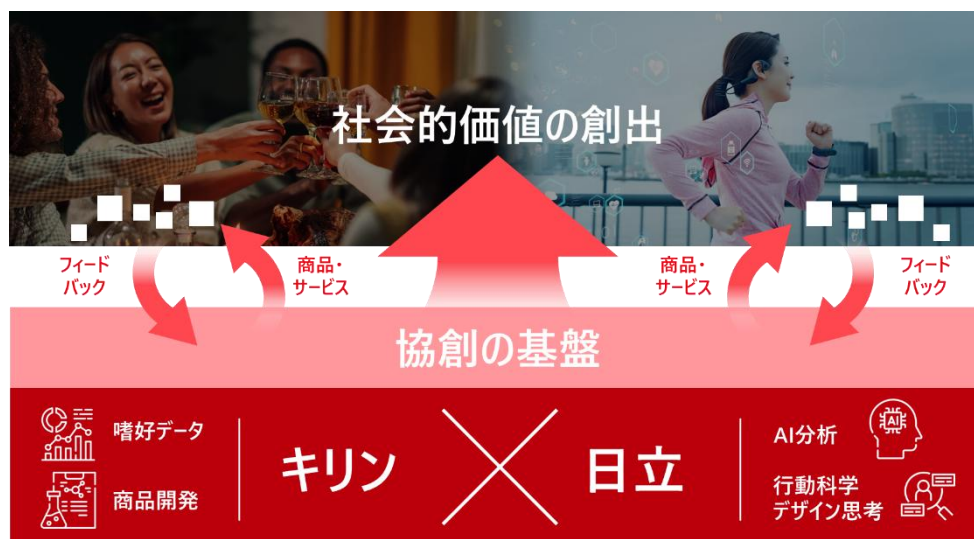 社会的価値の創出
フィード
バック
商品・
サービス
商品・
サービス
フィード
バック
協創の基盤
嗜好データ
商品開発
キリン
日立
AI分析
AI
行動科学
デザイン思考